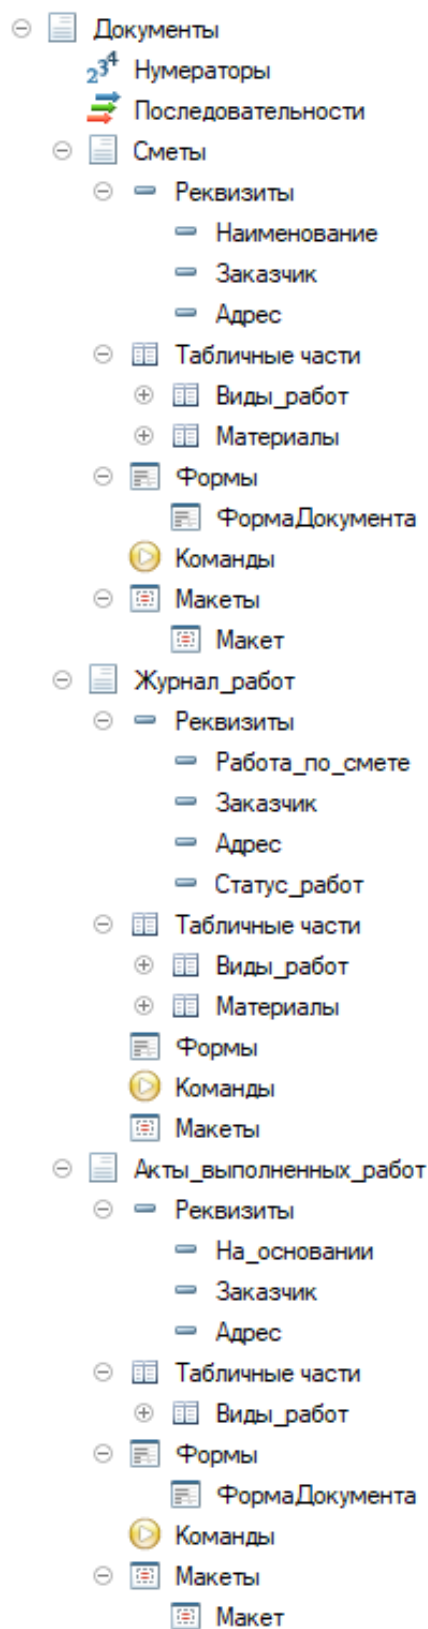 Документы
Нумераторы
Последовательности
Сметы
Реквизиты
Наименование
Заказчик
Адрес
Табличные части
Виды_работ
Материалы
Формы
ФормаДокумента
Команды
Макеты
Макет
Журнал_работ
Реквизиты
Работа_по_смете
Заказчик
Адрес
Статус_работ
Табличные части
Виды_работ
Материалы
Формы
Команды
Макеты
Акты_выполненных_работ
Реквизиты
На_основании
Заказчик
Адрес
Табличные части
Виды_работ
Формы
ФормаДокумента
Команды
Макеты
Макет